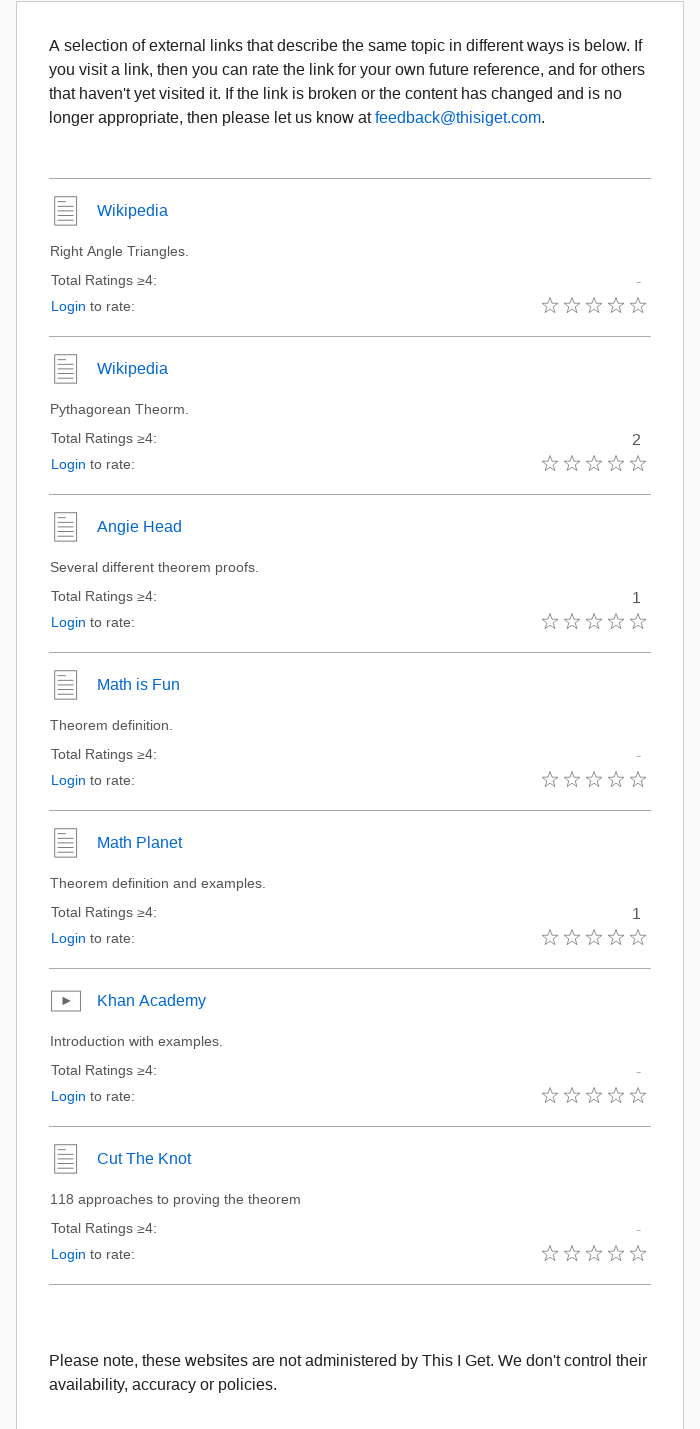 A selection of external links that describe the same topic in different ways is below. If
you visit a link, then you can rate the link for your own future reference, and for others
that haven't yet visited it. If the link is broken or the content has changed and is no
longer appropriate, then please let us know at feedback@thisiget.com.
Wikipedia
Right Angle Triangles.
Total Ratings ≥4: -
Login to rate:
Wikipedia
Pythagorean Theorm.
Total Ratings ≥4: 2
Login to rate:
Angie Head
Several different theorem proofs.
Total Ratings ≥4: 1
Login to rate:
Math is Fun
Theorem definition.
Total Ratings ≥4: -
Login to rate:
Math Planet
Theorem definition and examples.
Total Ratings ≥4: 1
Login to rate:
Khan Academy
Introduction with examples.
Total Ratings ≥4: -
Login to rate:
Cut The Knot
118 approaches to proving the theorem
Total Ratings ≥4: -
Login to rate:
Please note, these websites are not administered by This I Get. We don't control their
availability, accuracy or policies.